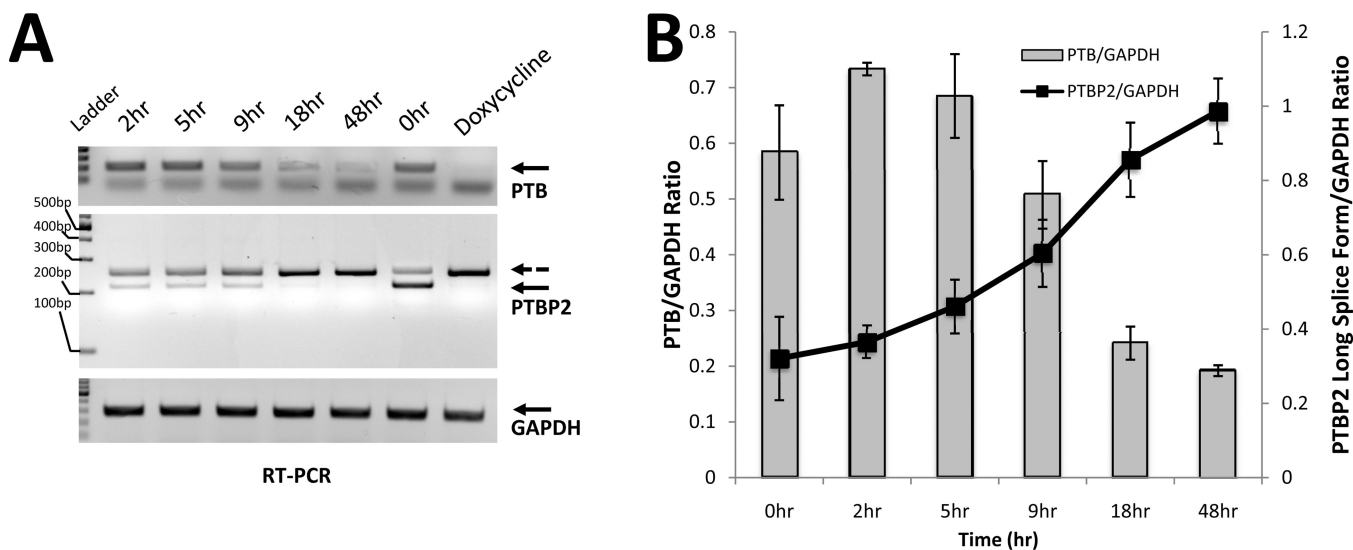 A
Ladder
2hr
5hr
9hr
18hr
48hr
0hr
Doxycycline
PTB
500bp
400bp
300bp
200bp
100bp
PTBP2
GAPDH
RT-PCR
B
PTB/GAPDH
PTBP2/GAPDH
PTB/GAPDH Ratio
0.8
0.7
0.6
0.5
0.4
0.3
0.2
0.1
0
1.2
1
0.8
0.6
0.4
0.2
0
PTBP2 Long Splice Form/GAPDH Ratio
0hr
2hr
5hr
9hr
18hr
48hr
Time (hr)